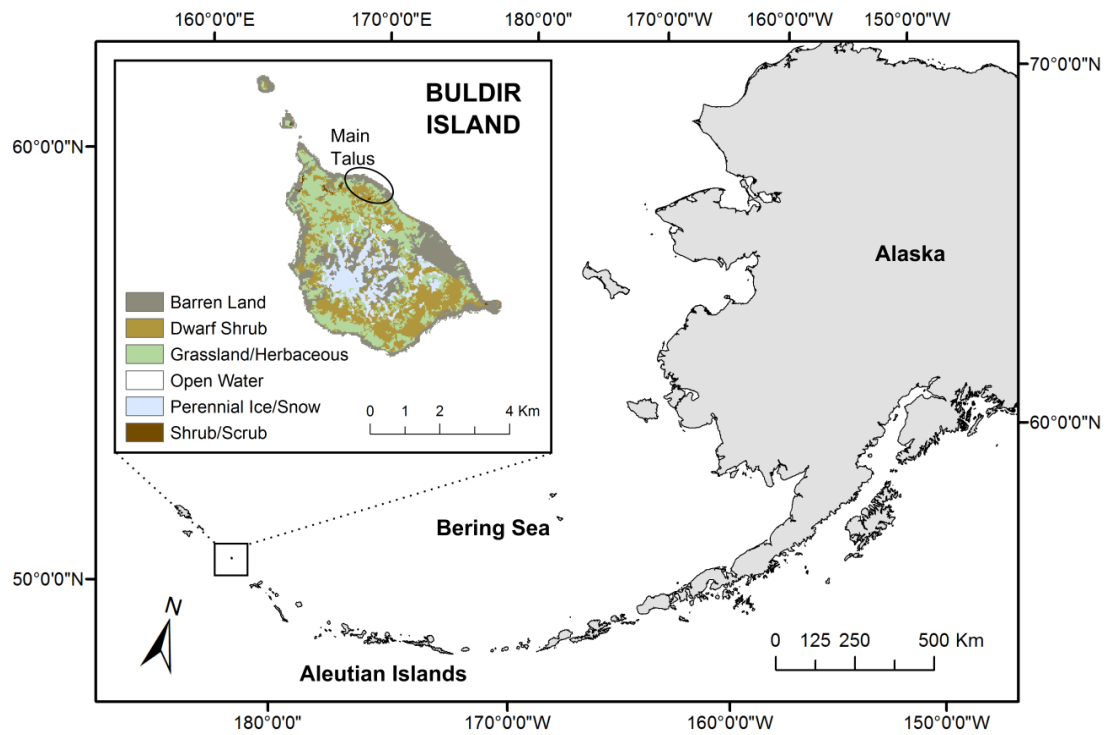 160°0'0"E 170°0'0"E 180°0'0" 160°0'0"W 150°0'0"W
70°0'0"N
60°0'0"N
50°0'0"N
BULDIR
ISLAND
Main
Talus
Barren Land
Dwarf Shrub
Grassland/Herbaceous
Open Water
Perennial Ice/Snow
Shrub/Scrub
0 1 2 4 Km
Alaska
60°0'0"N
Bering Sea
N
Aleutian Islands
0 125 250 500 Km
180°0'0" 170°0'0"W 160°0'0"W 150°0'0"W